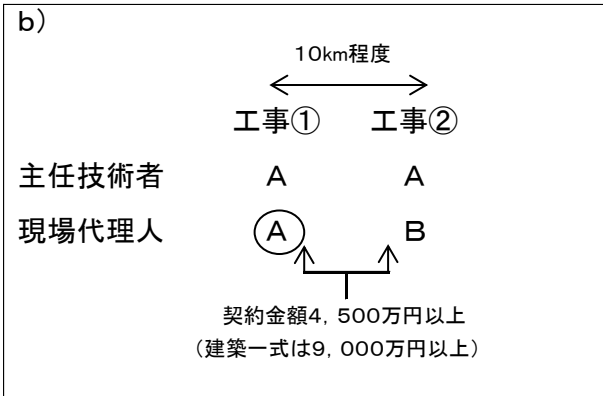 b)
10km程度
工事① 工事②
主任技術者 A A
現場代理人 A B
契約金額4,500万円以上
(建築一式は9,000万円以上)